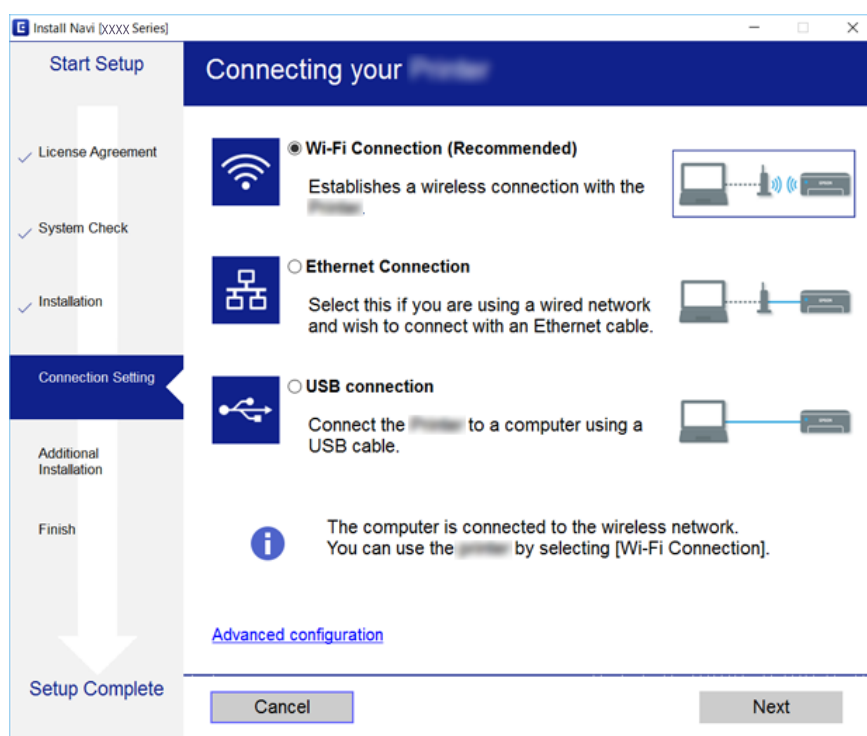 Install Navi [XXXX Series]
Start Setup
Connecting your
License Agreement
System Check
Installation
Connection Setting
Additional
Installation
Finish
Setup Complete
Wi-Fi Connection (Recommended)
Establishes a wireless connection with the
.
Ethernet Connection
Select this if you are using a wired network
and wish to connect with an Ethernet cable.
USB connection
Connect the to a computer using a
USB cable.
The computer is connected to the wireless network.
You can use the by selecting [Wi-Fi Connection].
Advanced configuration
Cancel
Next